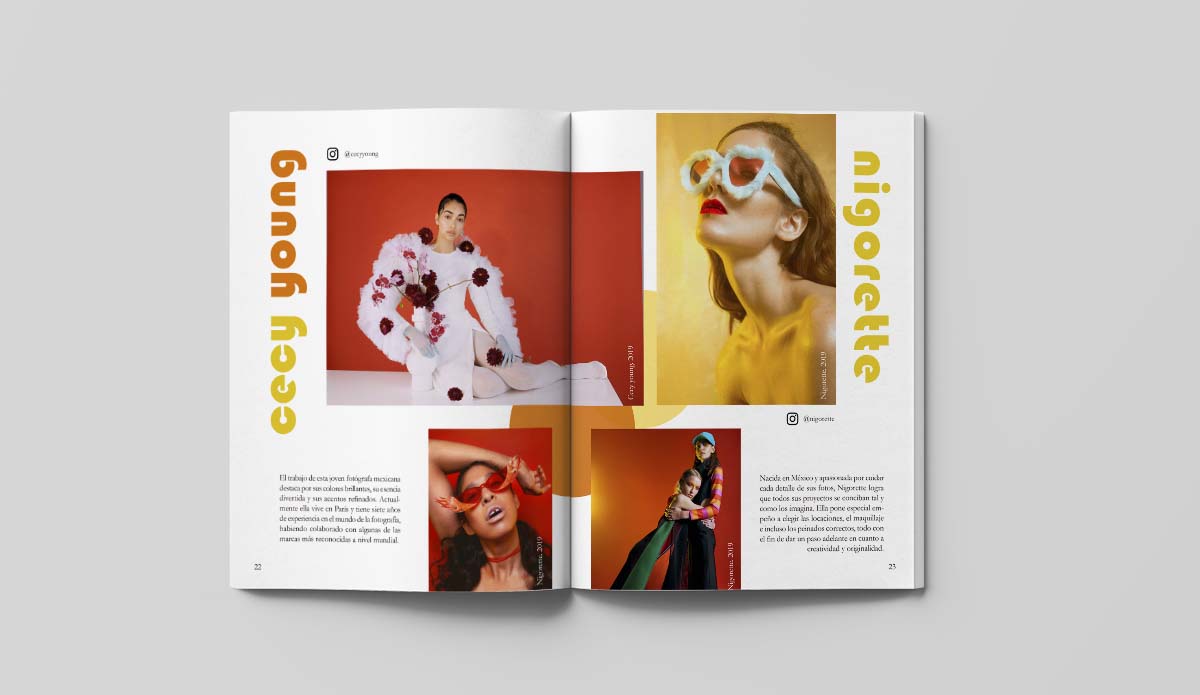 cecy young
@cecyyoung
Cecy young. 2019
El trabajo de esta joven fotógrafa mexicana
destaca por sus colores brillantes, su esencia
divertida y sus acentos refinados. Actual-
mente ella vive en París y tiene siete años
de experiencia en el mundo de la fotografía,
habiendo colaborado con algunas de las
marcas más reconocidas a nivel mundial.
Nigorette. 2019
22
nigorette
Nigorette. 2019
@nigorette
Nigorette. 2019
Nacida en México y apasionada por cuidar
cada detalle de sus fotos, Nigorette logra
que todos sus proyectos se conciban tal y
como los imagina. Ella pone especial em-
peño a elegir las locaciones, el maquillaje
e incluso los peinados correctos, todo con
el fin de dar un paso adelante en cuanto a
creatividad y originalidad.
23